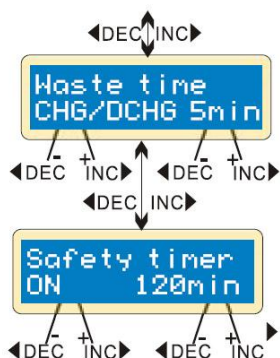 ◀DEC INC▶
Waste time
CHG/DCHG 5min
- + - +
◀DEC INC▶ ◀DEC INC▶
◀DEC INC▶
Safety timer
ON 120min
- + - +
◀DEC INC▶ ◀DEC INC▶